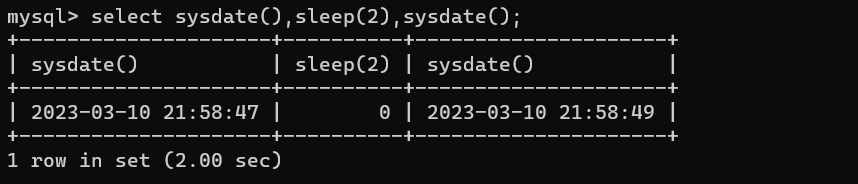 mysql> select sysdate(),sleep(2),sysdate();
+---------------------+----------+---------------------+
| sysdate()           | sleep(2) | sysdate()           |
+---------------------+----------+---------------------+
| 2023-03-10 21:58:47 |        0 | 2023-03-10 21:58:49 |
+---------------------+----------+---------------------+
1 row in set (2.00 sec)